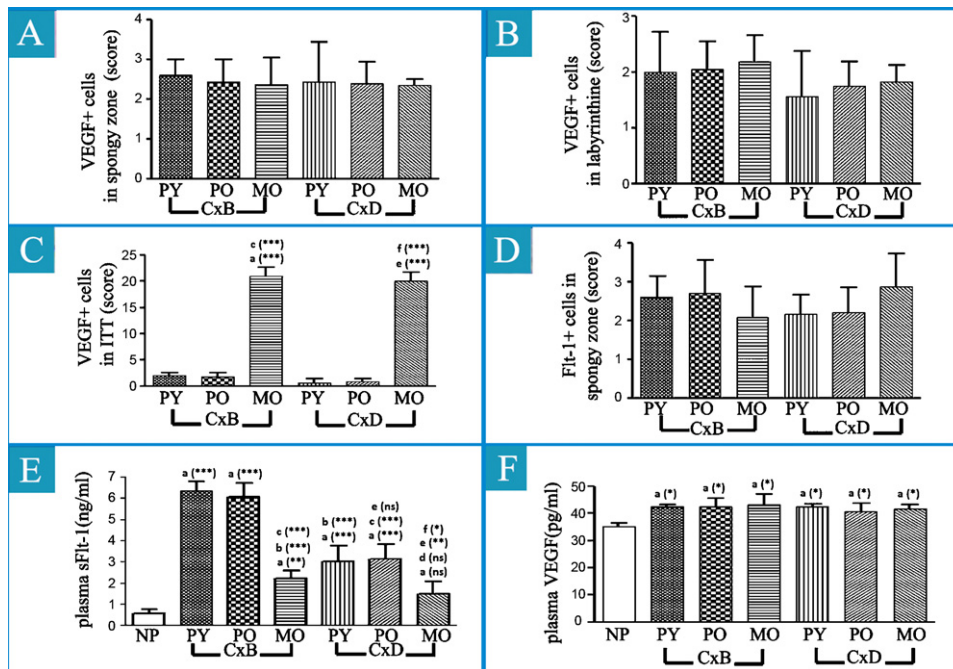 A
VEGF+ cells
in spongy zone (score)
4
3
2
1
0
PY PO MO PY PO MO
CxB CxD
B
VEGF+ cells
in labyrinthine (score)
3
2
1
0
PY PO MO PY PO MO
CxB CxD
C
VEGF+ cells
in ITT (score)
25
20
15
10
5
0
c (***)
a (***)
f (***)
e (***)
PY PO MO PY PO MO
CxB CxD
D
Flt-1+ cells in
spongy zone (score)
4
3
2
1
0
PY PO MO PY PO MO
CxB CxD
E
plasma sFlt-1(ng/ml)
7
6
5
4
3
2
1
0
a (***)
a (***)
c (***)
b (***)
a (**)
b (***)
a (***)
e (ns)
c (***)
a (***)
f (*)
e (**)
d (ns)
a (ns)
NP PY PO MO PY PO MO
CxB CxD
F
plasma VEGF(pg/ml)
50
40
30
20
10
0
a (*) a (*) a (*) a (*) a (*) a (*)
NP PY PO MO PY PO MO
CxB CxD